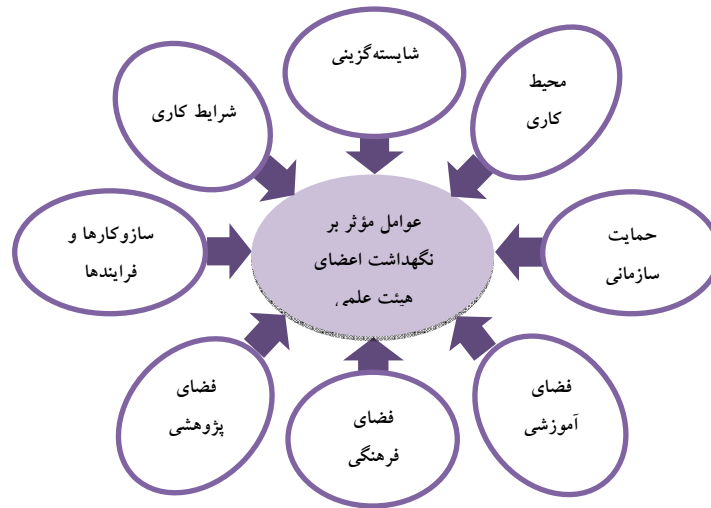 شایسته‌گزینی
محیط
کاری
شرایط کاری
عوامل مؤثر بر
نگهداشت اعضای
هیئت علمی
حمایت
سازمانی
سازوکارها و
فرایندها
فضای
آموزشی
فضای
فرهنگی
فضای
پژوهشی